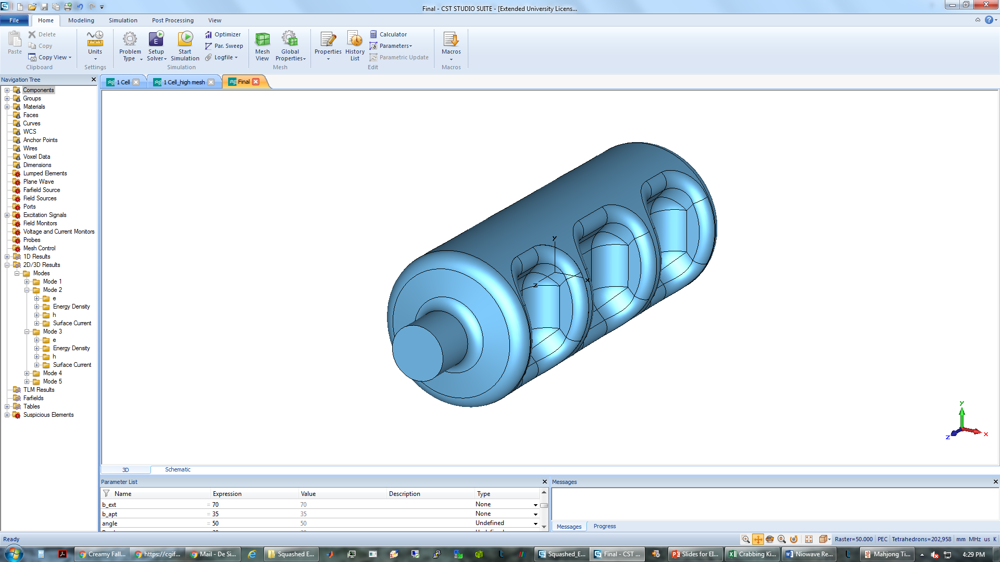 Final - CST STUDIO SUITE - [Extended University Licens...
File Home Modeling Simulation Post Processing View
Paste
Delete
Copy
Copy View
Clipboard
Units
Settings
Problem Type
Setup Solver
Start Simulation
Optimizer
Par. Sweep
Logfile
Simulation
Mesh View
Global Properties
Mesh
Properties
History List
Calculator
Parameters
Parametric Update
Edit
Macros
Macros
Navigation Tree
1 Cell 1 Cell_high mesh Final
Components
Groups
Materials
Faces
Curves
WCS
Anchor Points
Wires
Voxel Data
Dimensions
Lumped Elements
Plane Wave
Farfield Source
Field Sources
Ports
Excitation Signals
Field Monitors
Voltage and Current Monitors
Probes
Mesh Control
1D Results
2D/3D Results
Modes
Mode 1
Mode 2
e
Energy Density
h
Surface Current
Mode 3
e
Energy Density
h
Surface Current
Mode 4
Mode 5
TLM Results
Farfields
Tables
Suspicious Elements
y
z
x
y
z
x
3D Schematic
Parameter List
Name Expression Value Description Type
b_ext = 70 70 None
b_apt = 35 35 None
angle = 50 50 Undefined
Messages
Messages Progress
Ready
Raster=50.000 PEC Tetrahedrons=202,958 mm MHz us K
Creamy Fall... https://cgif... Mail - De Si... Squashed E... Squashed_E... Final - CST ... Slides for El... Crabbing Ki... Niowave Re... Mahjong Ti... 4:29 PM